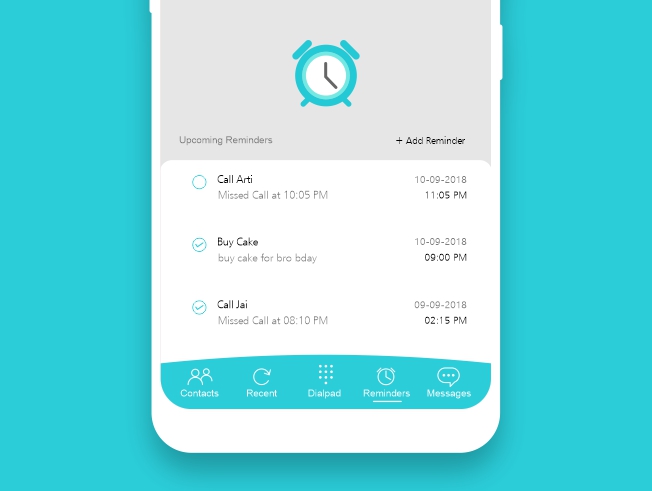 Upcoming Reminders + Add Reminder
Call Arti 10-09-2018
Missed Call at 10:05 PM 11:05 PM
Buy Cake 10-09-2018
buy cake for bro bday 09:00 PM
Call Jai 09-09-2018
Missed Call at 08:10 PM 02:15 PM
Contacts Recent Dialpad Reminders Messages